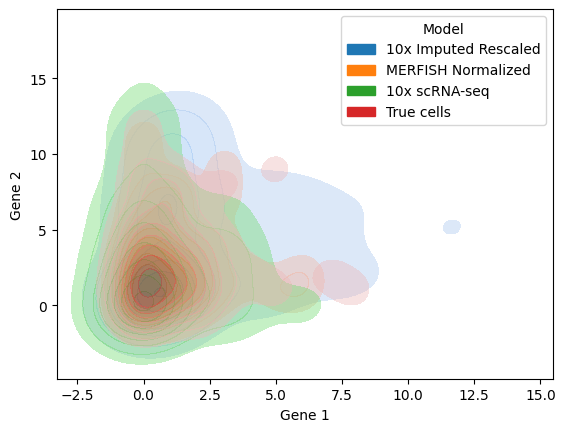 Model
10x Imputed Rescaled
MERFISH Normalized
10x scRNA-seq
True cells
Gene 2
15
10
5
0
−2.5 0.0 2.5 5.0 7.5 10.0 12.5 15.0
Gene 1